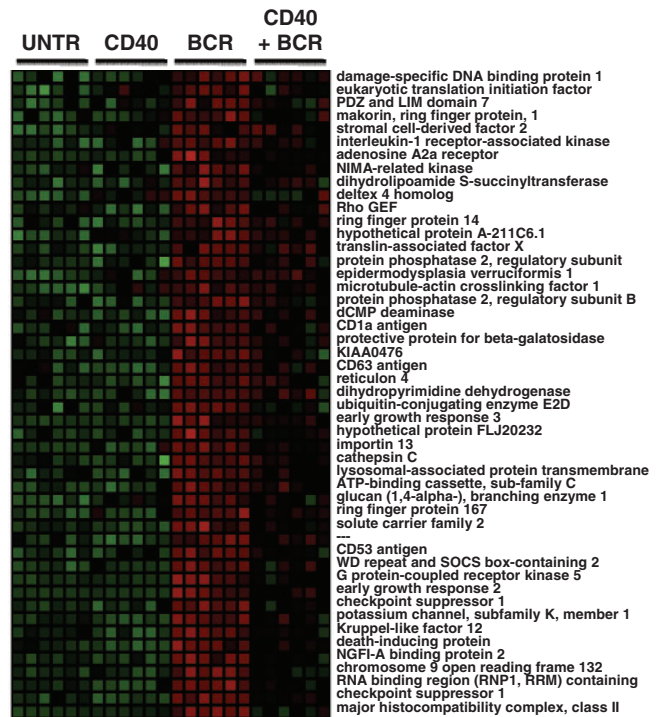 CD40
UNTR CD40 BCR + BCR
damage-specific DNA binding protein 1
eukaryotic translation initiation factor
PDZ and LIM domain 7
makorin, ring finger protein, 1
stromal cell-derived factor 2
interleukin-1 receptor-associated kinase
adenosine A2a receptor
NIMA-related kinase
dihydrolipoamide S-succinyltransferase
deltex 4 homolog
Rho GEF
ring finger protein 14
hypothetical protein A-211C6.1
translin-associated factor X
protein phosphatase 2, regulatory subunit
epidermodysplasia verruciformis 1
microtubule-actin crosslinking factor 1
protein phosphatase 2, regulatory subunit B
dCMP deaminase
CD1a antigen
protective protein for beta-galatosidase
KIAA0476
CD63 antigen
reticulon 4
dihydropyrimidine dehydrogenase
ubiquitin-conjugating enzyme E2D
early growth response 3
hypothetical protein FLJ20232
importin 13
cathepsin C
lysosomal-associated protein transmembrane
ATP-binding cassette, sub-family C
glucan (1,4-alpha-), branching enzyme 1
ring finger protein 167
solute carrier family 2
---
CD53 antigen
WD repeat and SOCS box-containing 2
G protein-coupled receptor kinase 5
early growth response 2
checkpoint suppressor 1
potassium channel, subfamily K, member 1
Kruppel-like factor 12
death-inducing protein
NGFI-A binding protein 2
chromosome 9 open reading frame 132
RNA binding region (RNP1, RRM) containing
checkpoint suppressor 1
major histocompatibility complex, class II